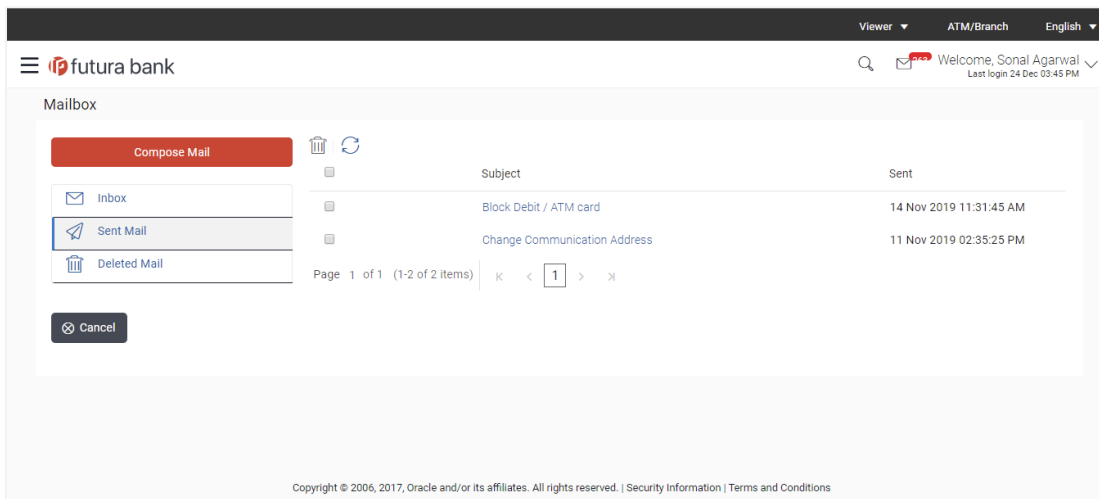 Viewer ATM/Branch English
futura bank
Welcome, Sonal Agarwal
Last login 24 Dec 03:45 PM
Mailbox
Compose Mail
Inbox
Sent Mail
Deleted Mail
Cancel
Subject Sent
Block Debit / ATM card 14 Nov 2019 11:31:45 AM
Change Communication Address 11 Nov 2019 02:35:25 PM
Page 1 of 1 (1-2 of 2 items) 1
Copyright © 2006, 2017, Oracle and/or its affiliates. All rights reserved. | Security Information | Terms and Conditions